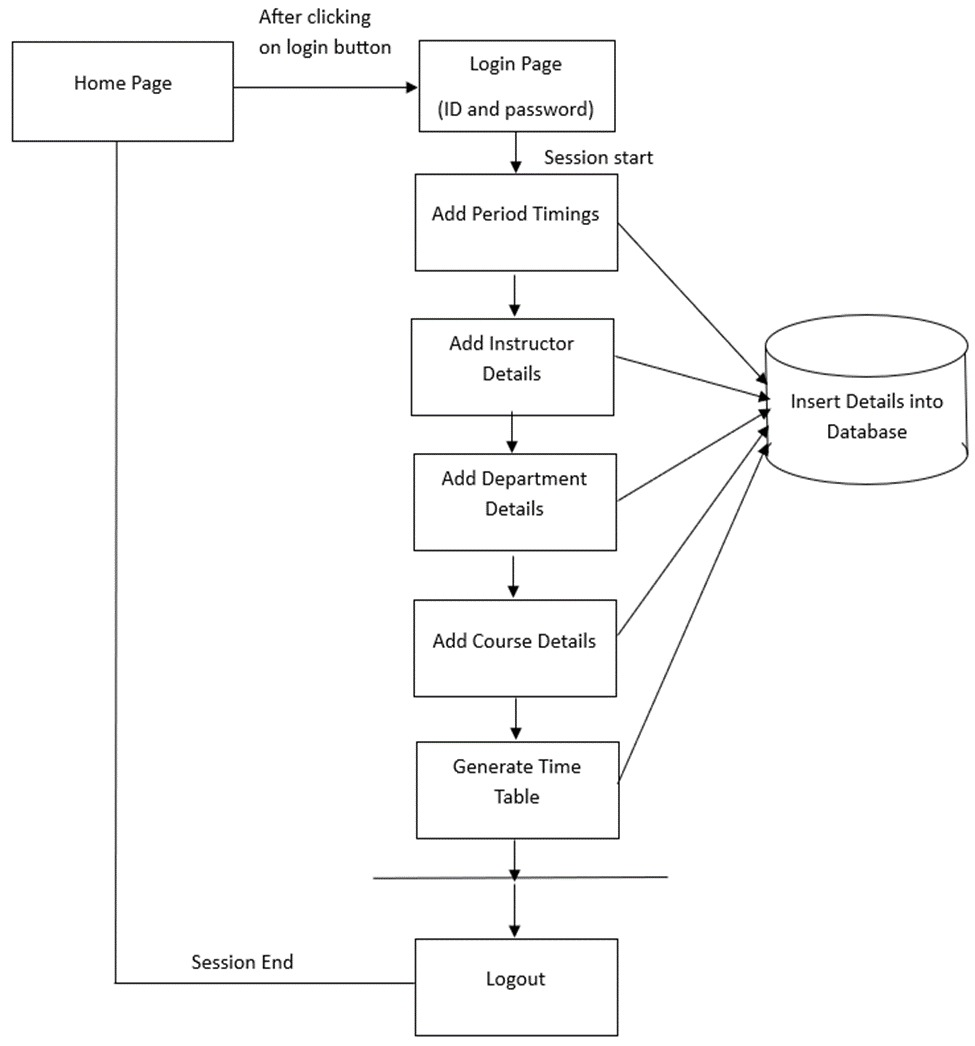 After clicking
on login button
Home Page
Login Page
(ID and password)
Session start
Add Period Timings
Add Instructor
Details
Insert Details into
Database
Add Department
Details
Add Course Details
Generate Time
Table
Session End
Logout